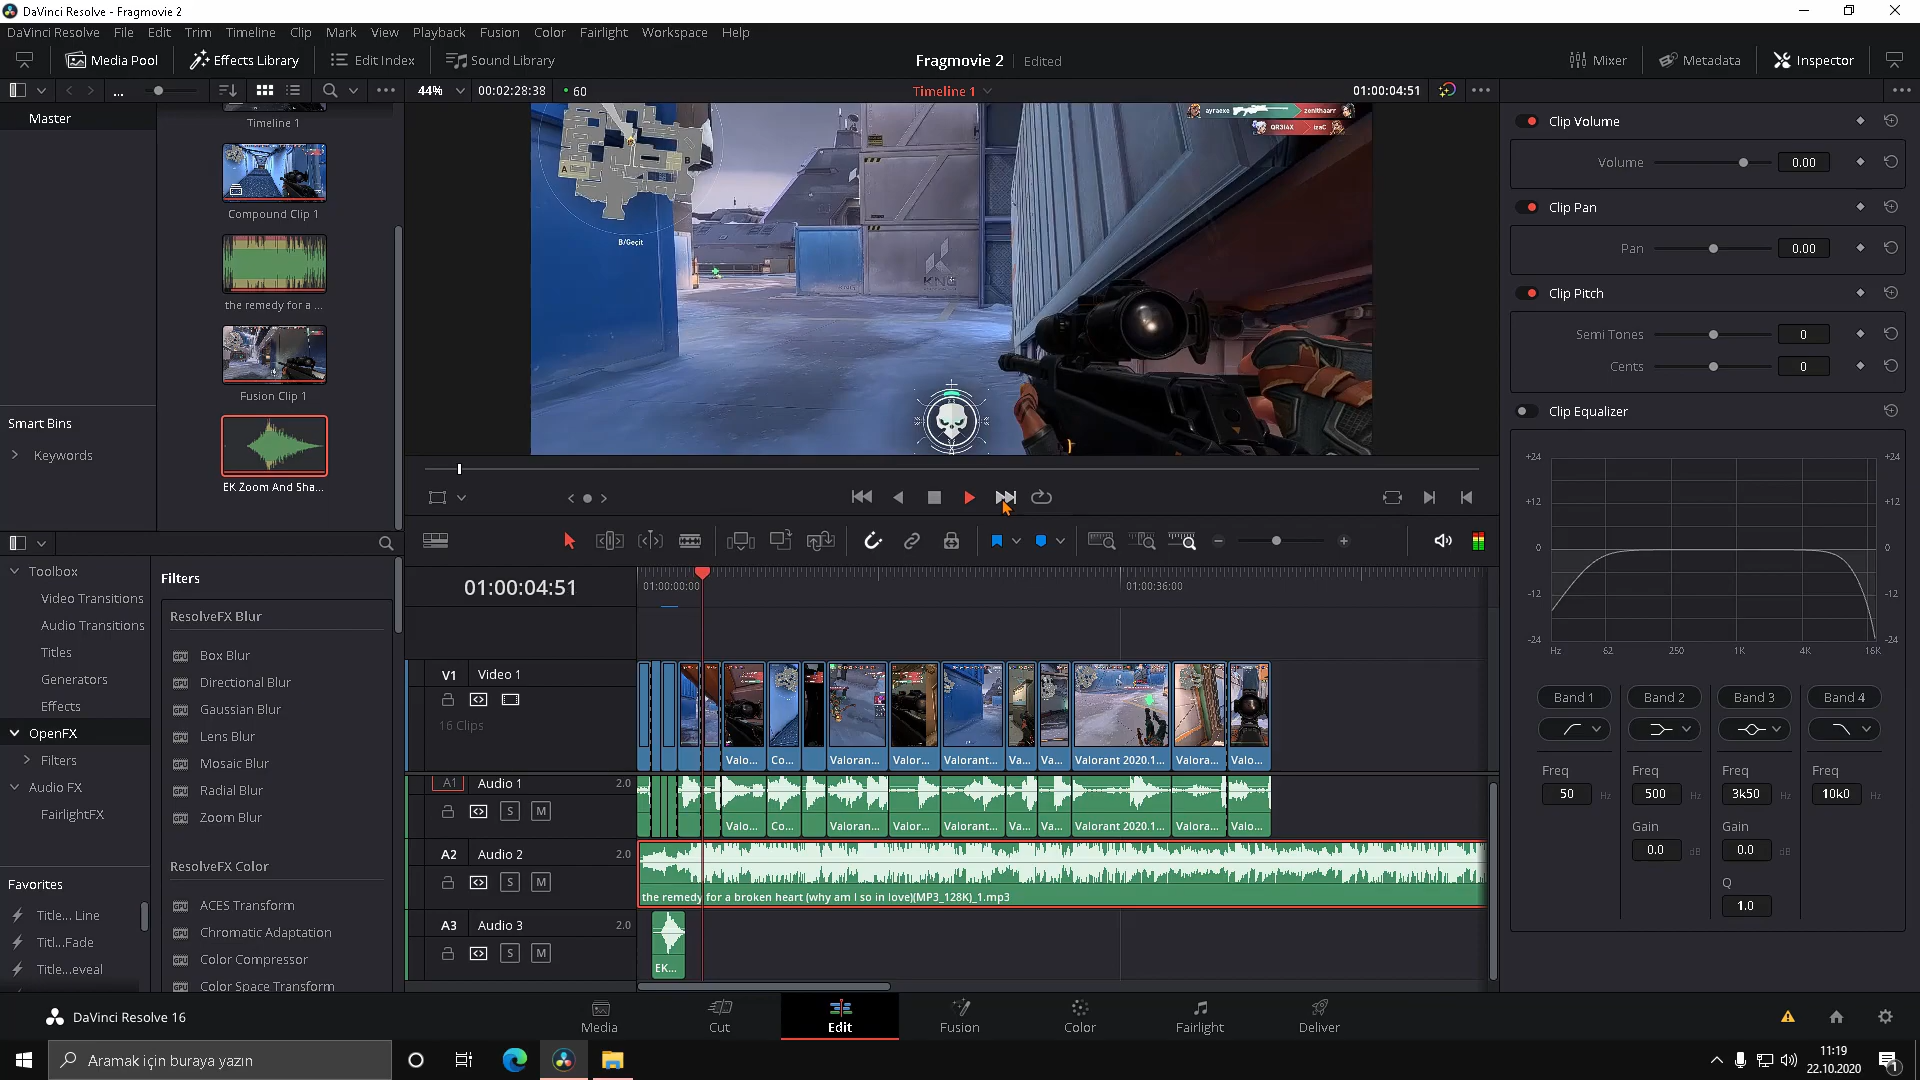 DaVinci Resolve - Fragmovie 2
DaVinci Resolve File Edit Trim Timeline Clip Mark View Playback Fusion Color Fairlight Workspace Help
Media Pool Effects Library Edit Index Sound Library Fragmovie 2 Edited Mixer Metadata Inspector
... 44% 00:02:28:38 60 Timeline 1 01:00:04:51
Master
Timeline 1
Compound Clip 1
the remedy for a ...
Fusion Clip 1
EK Zoom And Sha...
Smart Bins
Keywords
ayraexe zenithaarr
QR3I4X izaC
A B
B/Geçit
KNG
Clip Volume
Volume 0.00
Clip Pan
Pan 0.00
Clip Pitch
Semi Tones 0
Cents 0
Clip Equalizer
+24 +24
+12 +12
0 0
-12 -12
-24 -24
Hz 62 250 1K 4K 16K
Band 1 Band 2 Band 3 Band 4
Freq Freq Freq Freq
50 Hz 500 Hz 3k50 Hz 10k0 Hz
Gain Gain
0.0 dB 0.0 dB
Q
1.0
Toolbox
Video Transitions
Audio Transitions
Titles
Generators
Effects
OpenFX
Filters
Audio FX
FairlightFX
Favorites
Title... Line
Titl...Fade
Title...eveal
Filters
ResolveFX Blur
Box Blur
Directional Blur
Gaussian Blur
Lens Blur
Mosaic Blur
Radial Blur
Zoom Blur
ResolveFX Color
ACES Transform
Chromatic Adaptation
Color Compressor
Color Space Transform
01:00:04:51 01:00:00:00 01:00:36:00
V1 Video 1
16 Clips
Valo... Co... Valoran... Valor... Valorant... Va... Va... Valorant 2020.1... Valora... Valo...
A1 Audio 1 2.0
S M
Valo... Co... Valoran... Valor... Valorant... Va... Va... Valorant 2020.1... Valora... Valo...
A2 Audio 2 2.0
S M
the remedy for a broken heart (why am I so in love)(MP3_128K)_1.mp3
A3 Audio 3 2.0
S M
EK...
DaVinci Resolve 16
Media Cut Edit Fusion Color Fairlight Deliver
Aramak için buraya yazın
11:19
22.10.2020
1